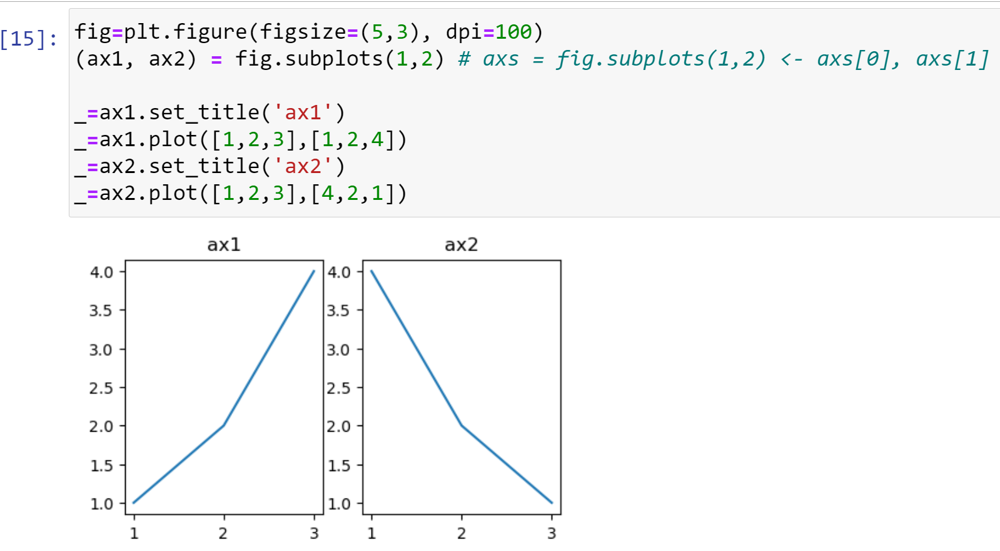 [15]:
fig=plt.figure(figsize=(5,3), dpi=100)
(ax1, ax2) = fig.subplots(1,2) # axs = fig.subplots(1,2) <- axs[0], axs[1]
_=ax1.set_title('ax1')
_=ax1.plot([1,2,3],[1,2,4])
_=ax2.set_title('ax2')
_=ax2.plot([1,2,3],[4,2,1])
ax1
4.0
3.5
3.0
2.5
2.0
1.5
1.0
1 2 3
ax2
4.0
3.5
3.0
2.5
2.0
1.5
1.0
1 2 3